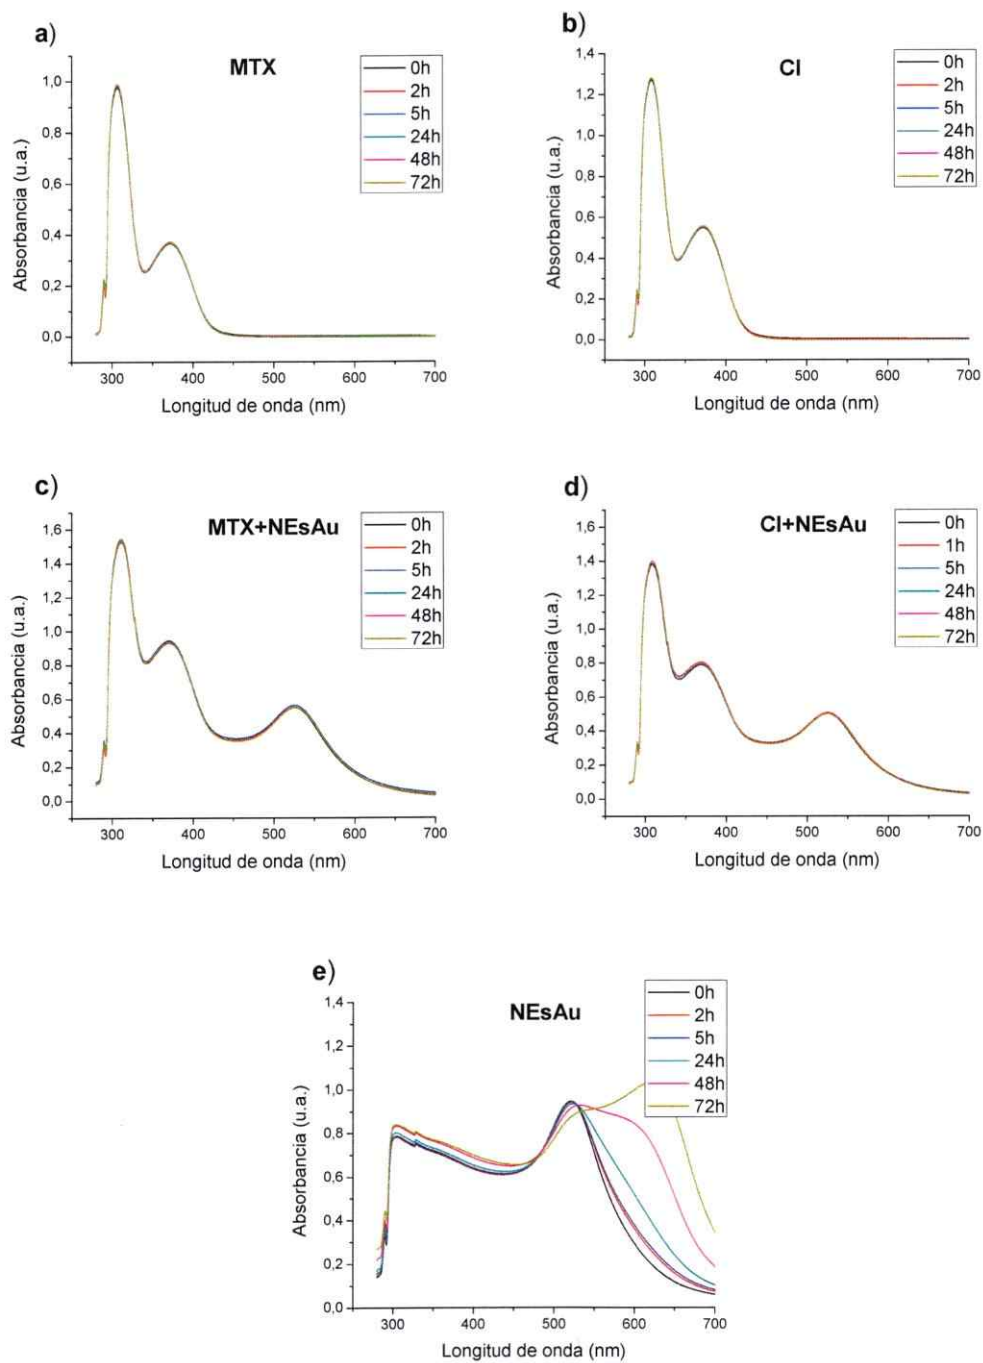 a)
MTX
0h
2h
5h
24h
48h
72h
1,0
0,8
0,6
0,4
0,2
0,0
Absorbancia (u.a.)
300 400 500 600 700
Longitud de onda (nm)
b)
CI
0h
2h
5h
24h
48h
72h
1,4
1,2
1,0
0,8
0,6
0,4
0,2
0,0
Absorbancia (u.a.)
300 400 500 600 700
Longitud de onda (nm)
c)
MTX+NEsAu
0h
2h
5h
24h
48h
72h
1,6
1,4
1,2
1,0
0,8
0,6
0,4
0,2
0,0
Absorbancia (u.a.)
300 400 500 600 700
Longitud de onda (nm)
d)
CI+NEsAu
0h
1h
5h
24h
48h
72h
1,6
1,4
1,2
1,0
0,8
0,6
0,4
0,2
0,0
Absorbancia (u.a.)
300 400 500 600 700
Longitud de onda (nm)
e)
NEsAu
0h
2h
5h
24h
48h
72h
1,4
1,2
1,0
0,8
0,6
0,4
0,2
0,0
Absorbancia (u.a.)
300 400 500 600 700
Longitud de onda (nm)